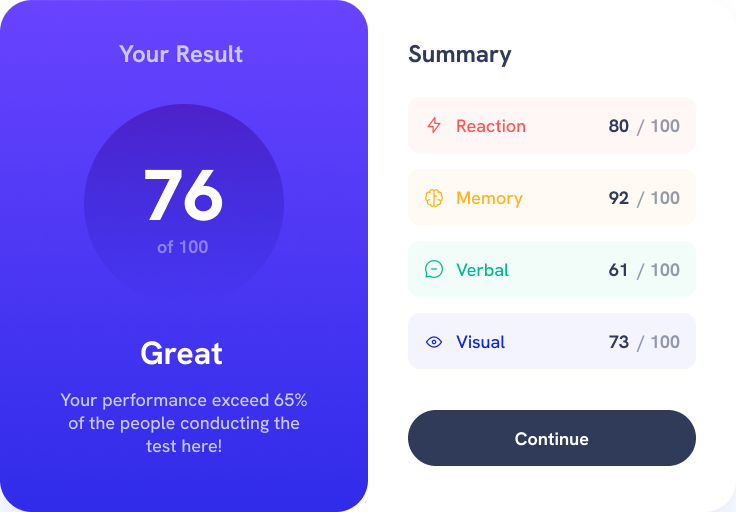 Your Result
76
of 100
Great
Your performance exceed 65%
of the people conducting the
test here!
Summary
Reaction 80 / 100
Memory 92 / 100
Verbal 61 / 100
Visual 73 / 100
Continue